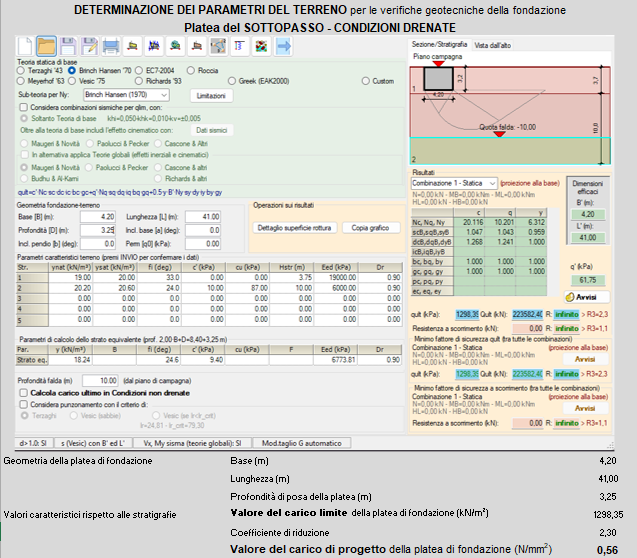 DETERMINAZIONE DEI PARAMETRI DEL TERRENO per le verifiche geotecniche della fondazione
Platea del SOTTOPASSO - CONDIZIONI DRENATE
Teoria statica di base
Terzaghi '43 Brinch Hansen '70 EC7-2004 Roccia
Meyerhof '63 Vesic '75 Richards '93 Greek (EAK2000) Custom
Sub-teoria per Ny: Brinch Hansen (1970) Limitazioni
Considera combinazioni sismiche per qlim, con:
Soltanto Teoria di base khi=0,050·khk=0,010·kv=±0,005
Oltre alla teoria di base includi l'effetto cinematico con: Dati sismici
Maugeri & Novità Paolucci & Pecker Cascone & Altri
In alternativa applica Teorie globali (effetti inerziali e cinematici)
Maugeri & Novità Paolucci & Pecker Cascone & Altri
Budhu & Al-Karni Richards & altri
qult=c' Nc sc dc ic bc gc+q' Nq sq dq iq bq gq+0.5 y B' Ny sy dy iy by gy
Geometria fondazione-terreno
Base [B] (m): 4.20 Lunghezza [L] (m): 41.00
Profondità [D] (m): 3.25 Incl. base [a] (deg): 0.0
Incl. pendio [b] (deg): 0.0 Perm [q0] (kPa): 0.00
Operazioni sui risultati
Dettaglio superficie rottura Copia grafico
Parametri caratteristici terreno (premi INVIO per confermare i dati)
Str. ynat (kN/m³) ysat (kN/m³) fi (deg) c' (kPa) cu (kPa) Hstr (m) Eed (kPa) Dr
1 19.00 20.00 33.0 0.00 0.00 3.75 19000.00 0.90
2 20.20 20.60 24.0 10.00 87.00 10.00 6000.00 0.90
3 0.00 0.00 0.0 0.00 0.00 0.00 0.00 0.00
4 0.00 0.00 0.0 0.00 0.00 0.00 0.00 0.00
5 0.00 0.00 0.0 0.00 0.00 0.00 0.00 0.00
Parametri di calcolo dello strato equivalente (prof. 2,00·B+D=8,40+3,25 m)
Par. y (kN/m³) B fi (deg) c' (kPa) cu (kPa) F Eed (kPa) Dr
Strato eq. 18.24 24.6 9.40 6773.81 0.90
Profondità falda (m) 10.00 (dal piano di campagna)
Calcola carico ultimo in Condizioni non drenate
Considera punzonamento con il criterio di:
Terzaghi Vesic (sabbie) Vesic (se Ir<Ir_crit)
Ir=24,81 - Ir_crit=79,30
d>1.0: SI s (Vesic) con B' ed L' Vx, My sisma (teorie globali): SI Mod.taglio G automatico
Sezione/Stratigrafia Vista dall'alto
Piano campagna
1
3,2
4,20
3,7
Quota falda: -10,00
10,0
2
Risultati
Combinazione 1 - Statica (proiezione alla base)
N=0,00 kN - MB=0,00 kNm - ML=0,00 kNm
HL=0,00 kN - HB=0,00 kN
c q y
Nc, Nq, Ny 20.316 10.201 6.312
scB,sqB,syB 1.047 1.043 0.959
dcB,dqB,dyB 1.268 1.241 1.000
icB,iqB,iyB
bc, bq, by 1.000 1.000 1.000
gc, gq, gy 1.000 1.000 1.000
pc, pq, py
ec, eq, ey
Dimensioni
efficaci
B' (m):
4,20
L' (m):
41,00
q' (kPa)
61,75
Avvisi
qult (kPa): 1298,35 Qult (kN): 223582,40 R: infinito > R3=2.3
Resistenza a scorrimento (kN): 0,00 R: infinito > R3=1,1
Minimo fattore di sicurezza qult (tra tutte le combinazioni)
Combinazione 1 - Statica (proiezione alla base)
N=0,00 kN - MB=0,00 kNm - ML=0,00 kNm
HL=0,00 kN - HB=0,00 kN Avvisi
qult (kPa): 1298,35 Qult (kN): 223582,40 R: infinito > R3=2.3
Minimo fattore di sicurezza a scorrimento (tra tutte le combinazioni)
Combinazione 1 - Statica (proiezione alla base)
N=0,00 kN - MB=0,00 kNm - ML=0,00 kNm
HL=0,00 kN - HB=0,00 kN Avvisi
Resistenza a scorrimento (kN): 0,00 R: infinito > R3=1,1
Geometria della platea di fondazione Base (m) 4,20
Lunghezza (m) 41,00
Profondità di posa della platea (m) 3,25
Valori caratteristici rispetto alle stratigrafie Valore del carico limite della platea di fondazione (kN/m²) 1298,35
Coefficiente di riduzione 2,30
Valore del carico di progetto della platea di fondazione (N/mm²) 0,56